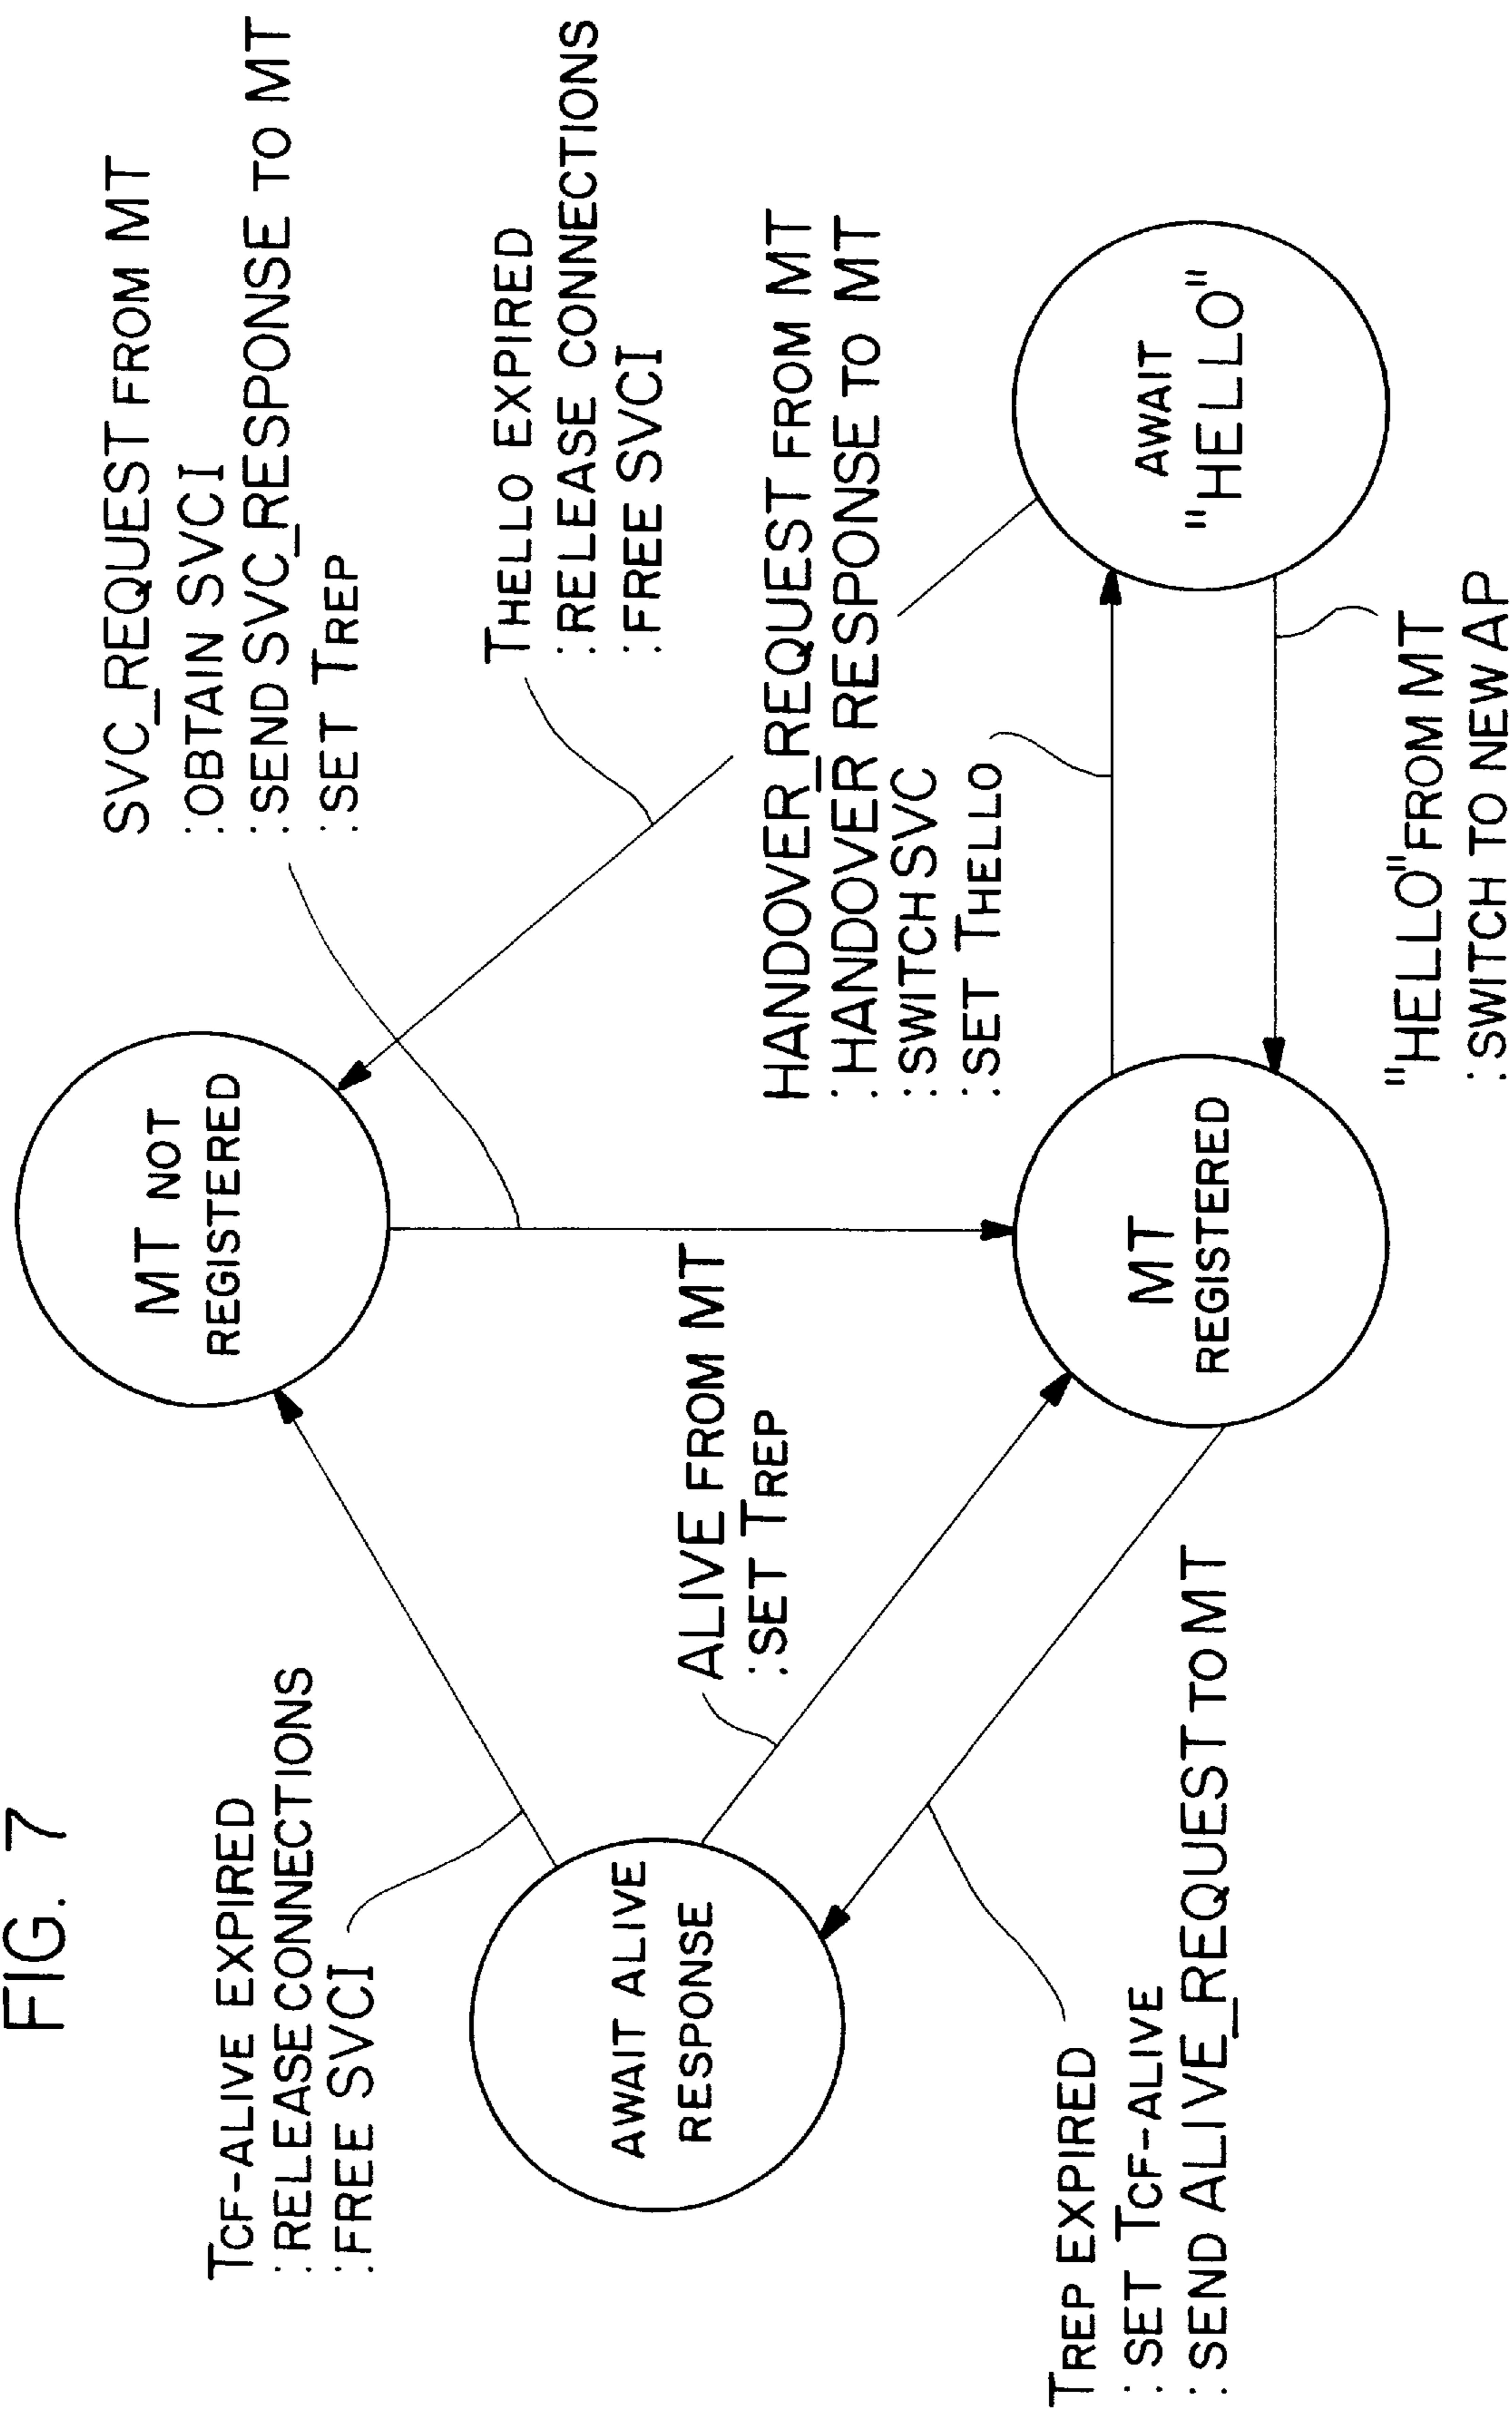 FIG. 7
TCF-ALIVE EXPIRED
:RELEASE CONNECTIONS
:FREE SVCI
MT NOT
REGISTERED
SVC_REQUEST FROM MT
:OBTAIN SVCI
:SEND SVC_RESPONSE TO MT
:SET TREP
THELLO EXPIRED
:RELEASE CONNECTIONS
:FREE SVCI
AWAIT ALIVE
RESPONSE
ALIVE FROM MT
:SET TREP
HANDOVER_REQUEST FROM MT
:HANDOVER_RESPONSE TO MT
:SWITCH SVC
:SET THELLO
TREP EXPIRED
:SET TCF-ALIVE
:SEND ALIVE_REQUEST TO MT
MT
REGISTERED
AWAIT
"HELLO"
"HELLO" FROM MT
:SWITCH TO NEW AP